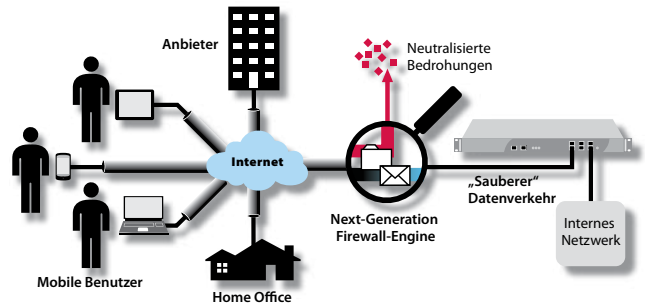 Anbieter
Neutralisierte
Bedrohungen
Internet
„Sauberer“
Datenverkehr
Next-Generation
Firewall-Engine
Internes
Netzwerk
Mobile Benutzer
Home Office